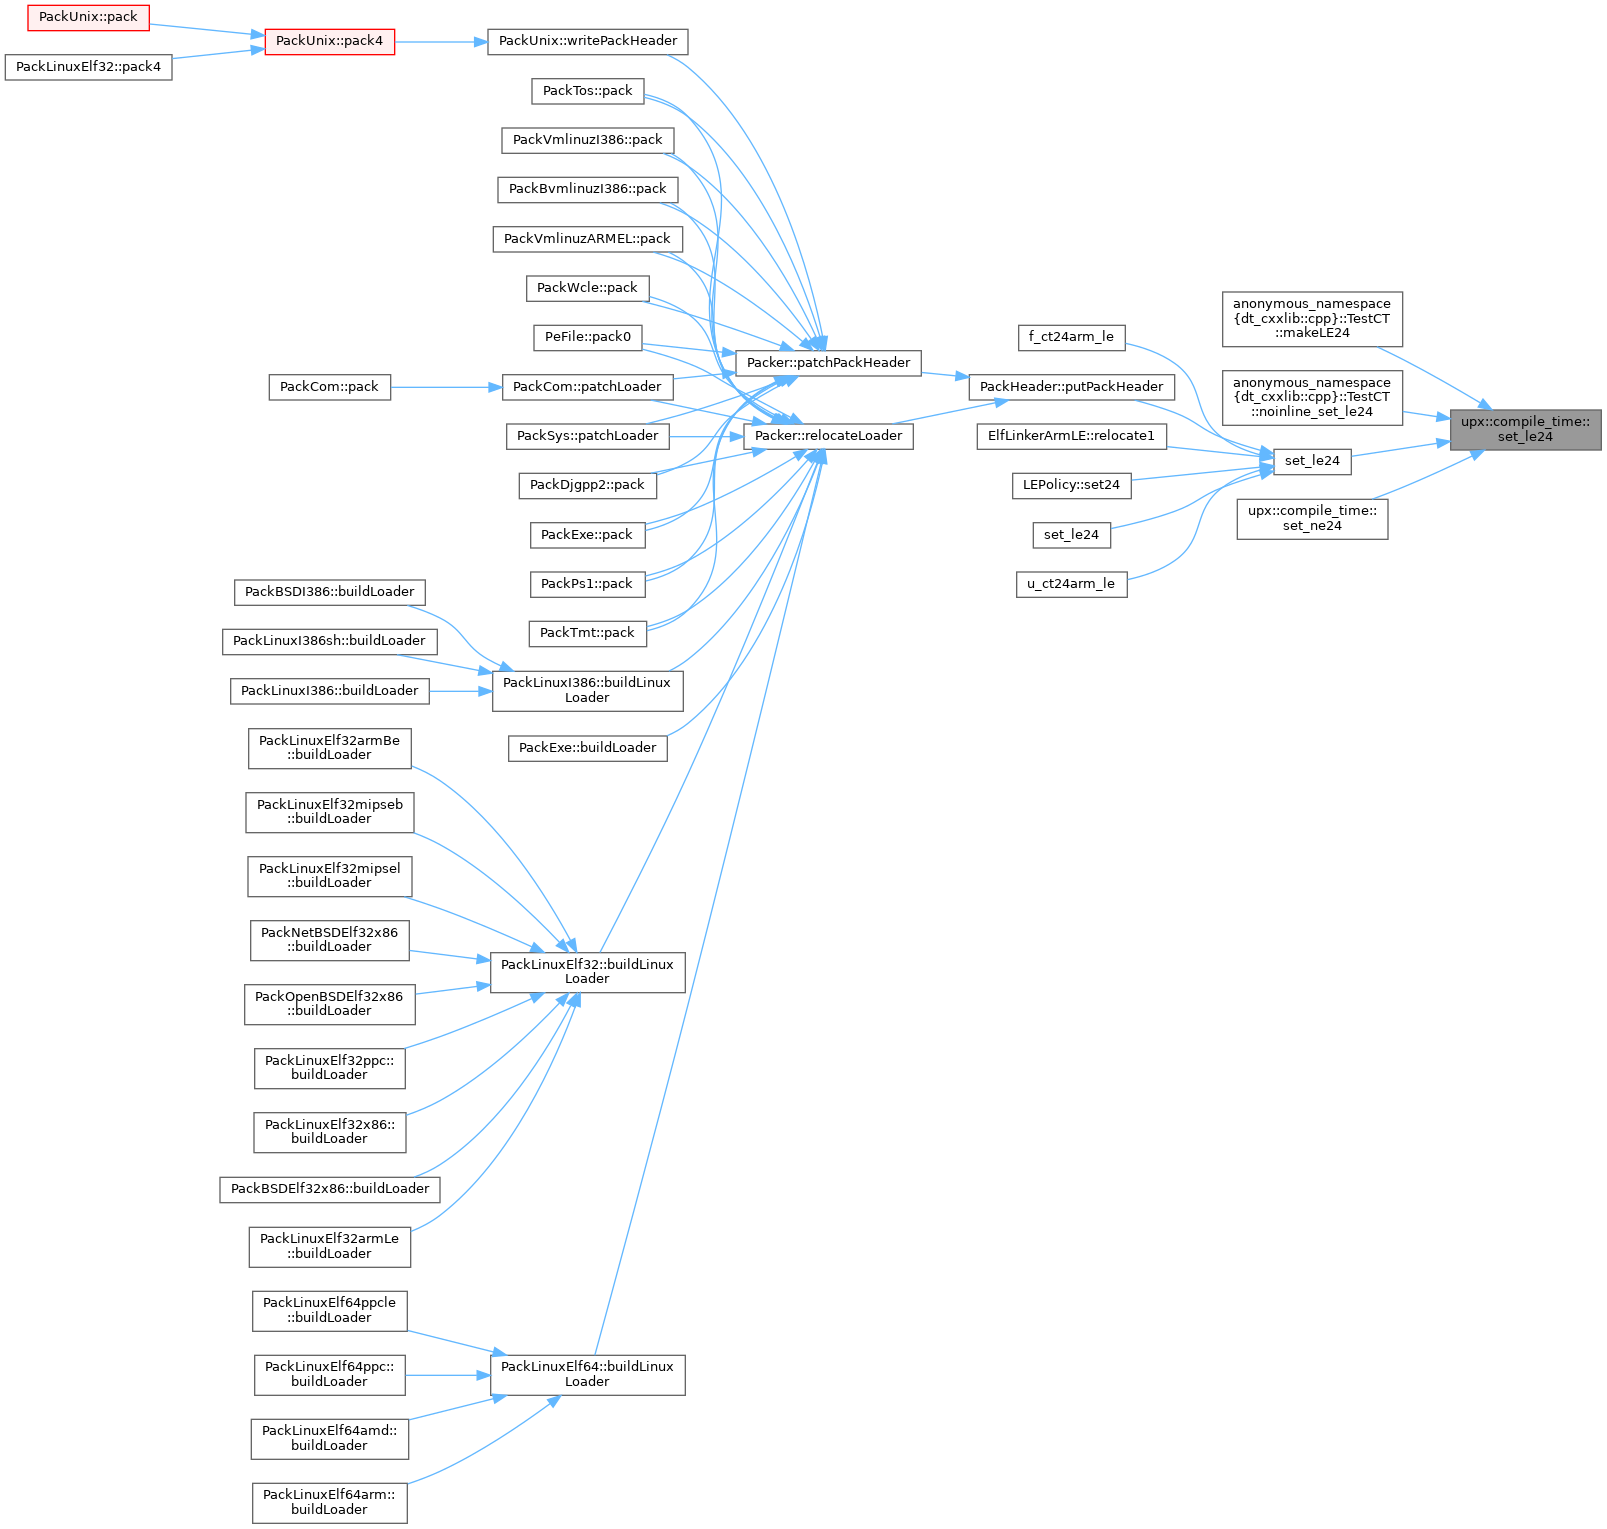 PackUnix::pack
PackLinuxElf32::pack4
PackUnix::pack4
PackUnix::writePackHeader
PackTos::pack
PackVmlinuzI386::pack
PackBvmlinuzI386::pack
PackVmlinuzARMEL::pack
PackWcle::pack
PeFile::pack0
PackCom::pack
PackCom::patchLoader
PackSys::patchLoader
PackDjgpp2::pack
PackExe::pack
PackPs1::pack
PackTmt::pack
PackBSDI386::buildLoader
PackLinuxI386sh::buildLoader
PackLinuxI386::buildLoader
PackLinuxI386::buildLinux
Loader
PackExe::buildLoader
PackLinuxElf32armBe
::buildLoader
PackLinuxElf32mipseb
::buildLoader
PackLinuxElf32mipsel
::buildLoader
PackNetBSDElf32x86
::buildLoader
PackOpenBSDElf32x86
::buildLoader
PackLinuxElf32ppc::
buildLoader
PackLinuxElf32x86::
buildLoader
PackBSDElf32x86::buildLoader
PackLinuxElf32armLe
::buildLoader
PackLinuxElf32::buildLinux
Loader
PackLinuxElf64ppcle
::buildLoader
PackLinuxElf64ppc::
buildLoader
PackLinuxElf64amd::
buildLoader
PackLinuxElf64arm::
buildLoader
PackLinuxElf64::buildLinux
Loader
Packer::patchPackHeader
Packer::relocateLoader
f_ct24arm_le
PackHeader::putPackHeader
ElfLinkerArmLE::relocate1
LEPolicy::set24
set_le24
u_ct24arm_le
anonymous_namespace
{dt_cxxlib::cpp}::TestCT
::makeLE24
anonymous_namespace
{dt_cxxlib::cpp}::TestCT
::noinline_set_le24
set_le24
upx::compile_time::
set_ne24
upx::compile_time::
set_le24